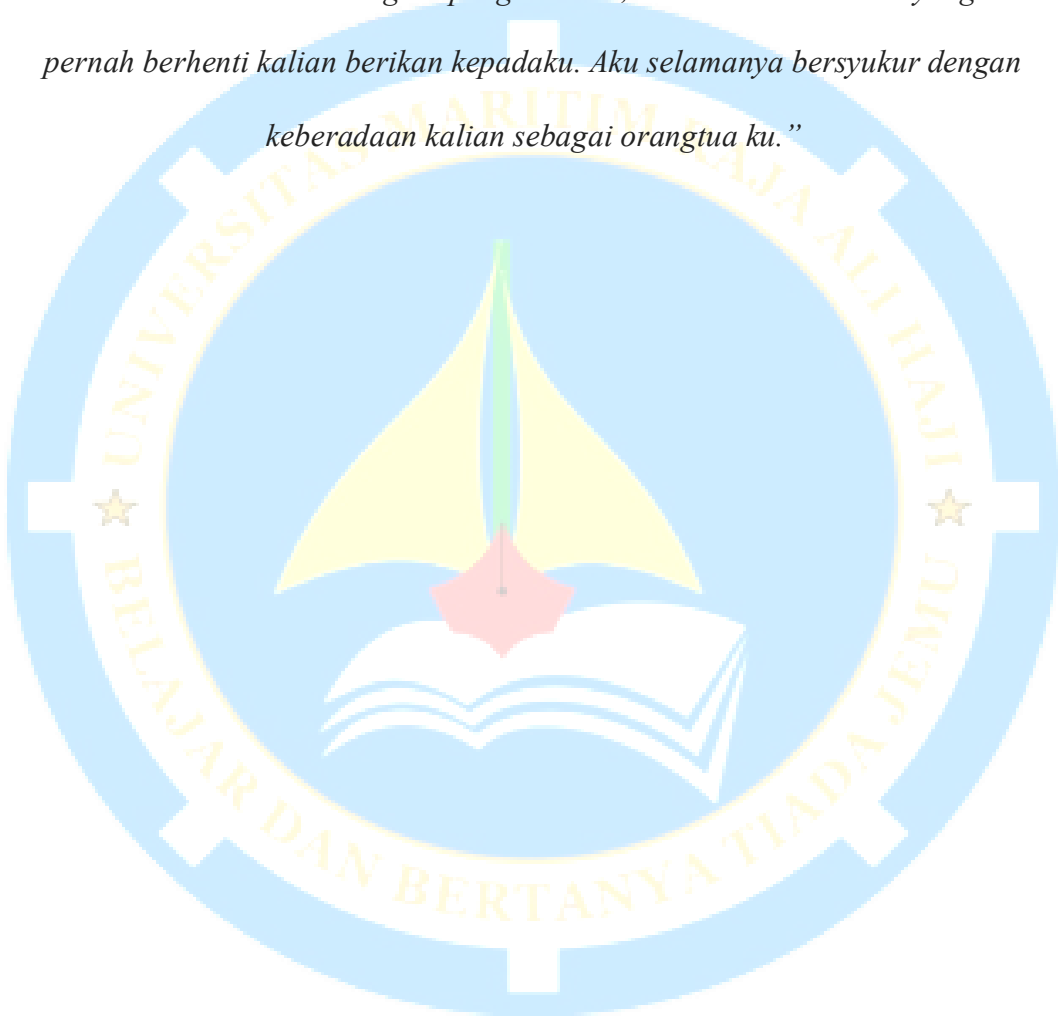 pernah berhenti kalian berikan kepadaku. Aku selamanya bersyukur dengan
keberadaan kalian sebagai orangtua ku.”
UNIVERSITAS MARITIM RAJA ALI HAJI
BELAJAR DAN BERTANYA TIADA JEMU